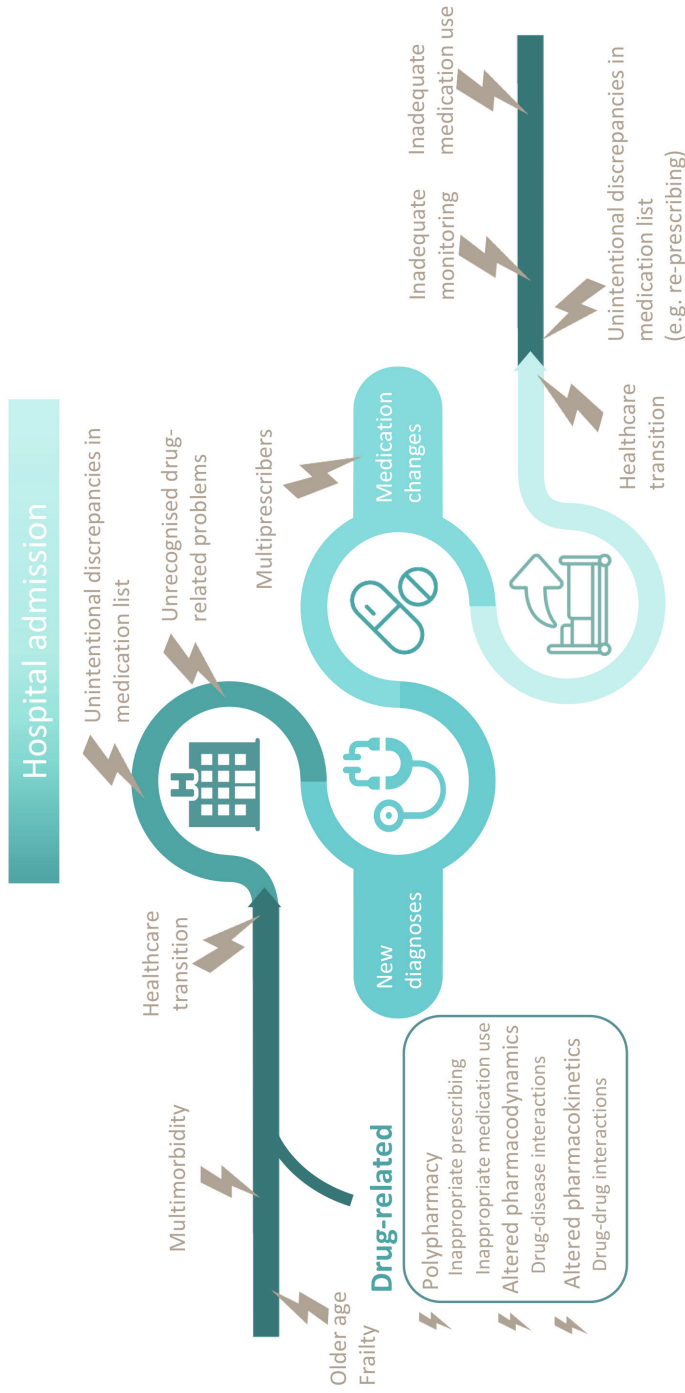 Hospital admission
Older age
Frailty
Multimorbidity
Healthcare
transition
Unintentional discrepancies in
medication list
Unrecognised drug-
related problems
Drug-related
Polypharmacy
Inappropriate prescribing
Inappropriate medication use
Altered pharmacodynamics
Drug-disease interactions
Altered pharmacokinetics
Drug-drug interactions
H
New
diagnoses
Multiprescribers
Medication
changes
Healthcare
transition
Unintentional discrepancies in
medication list
(e.g. re-prescribing)
Inadequate
monitoring
Inadequate
medication use